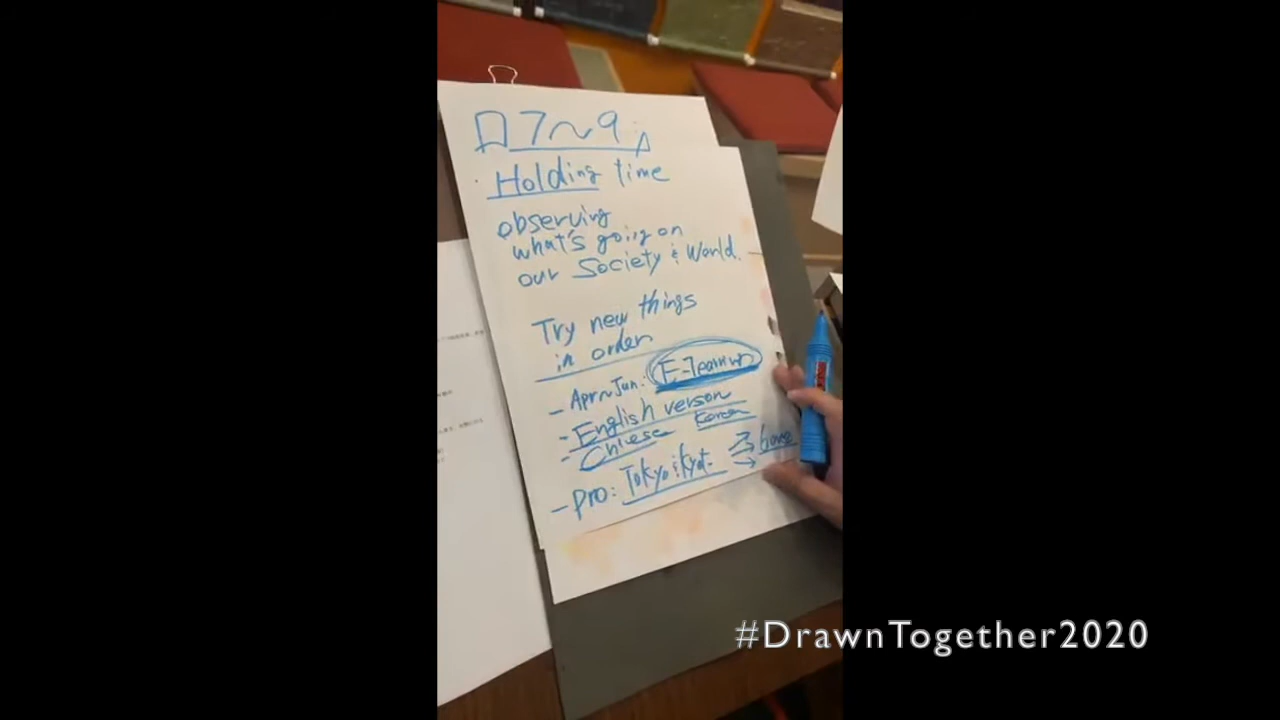 7~9
Holding time
observing
what's going on
our Society & World.
Try new things
in order
- Apr~Jun:
- English verson
- Chiese Korea
- pro: Tokyo & Kyot.
#DrawnTogether2020